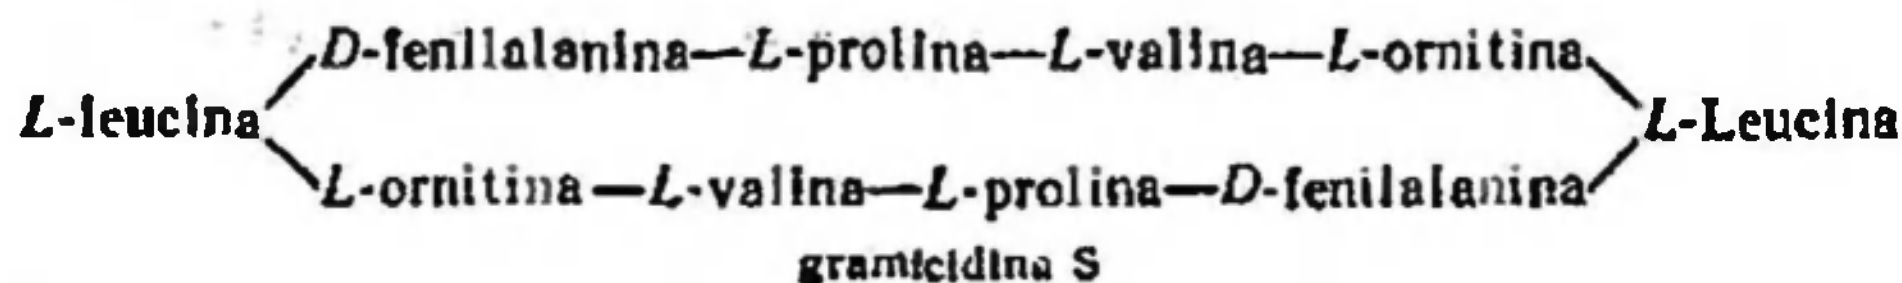 D-fenilalanina—L-prolina—L-valina—L-ornitina
L-leucina L-Leucina
L-ornitina—L-valina—L-prolina—D-fenilalanina
gramicidina S